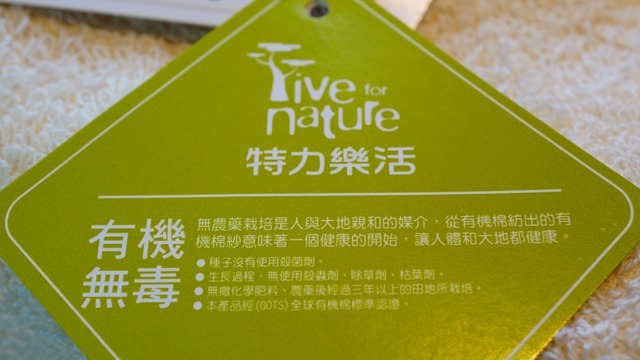 Tive for
nature
特力樂活
有機
無毒
無農藥栽培是人與大地親和的媒介，從有機棉紡出的有
機棉紗意味著一個健康的開始，讓人體和大地都健康。
●種子沒有使用殺菌劑。
●生長過程，無使用殺蟲劑、除草劑、枯葉劑。
●無撒化學肥料、農藥後經過三年以上的田地所栽培。
●本產品經(GOTS)全球有機棉標準認證。